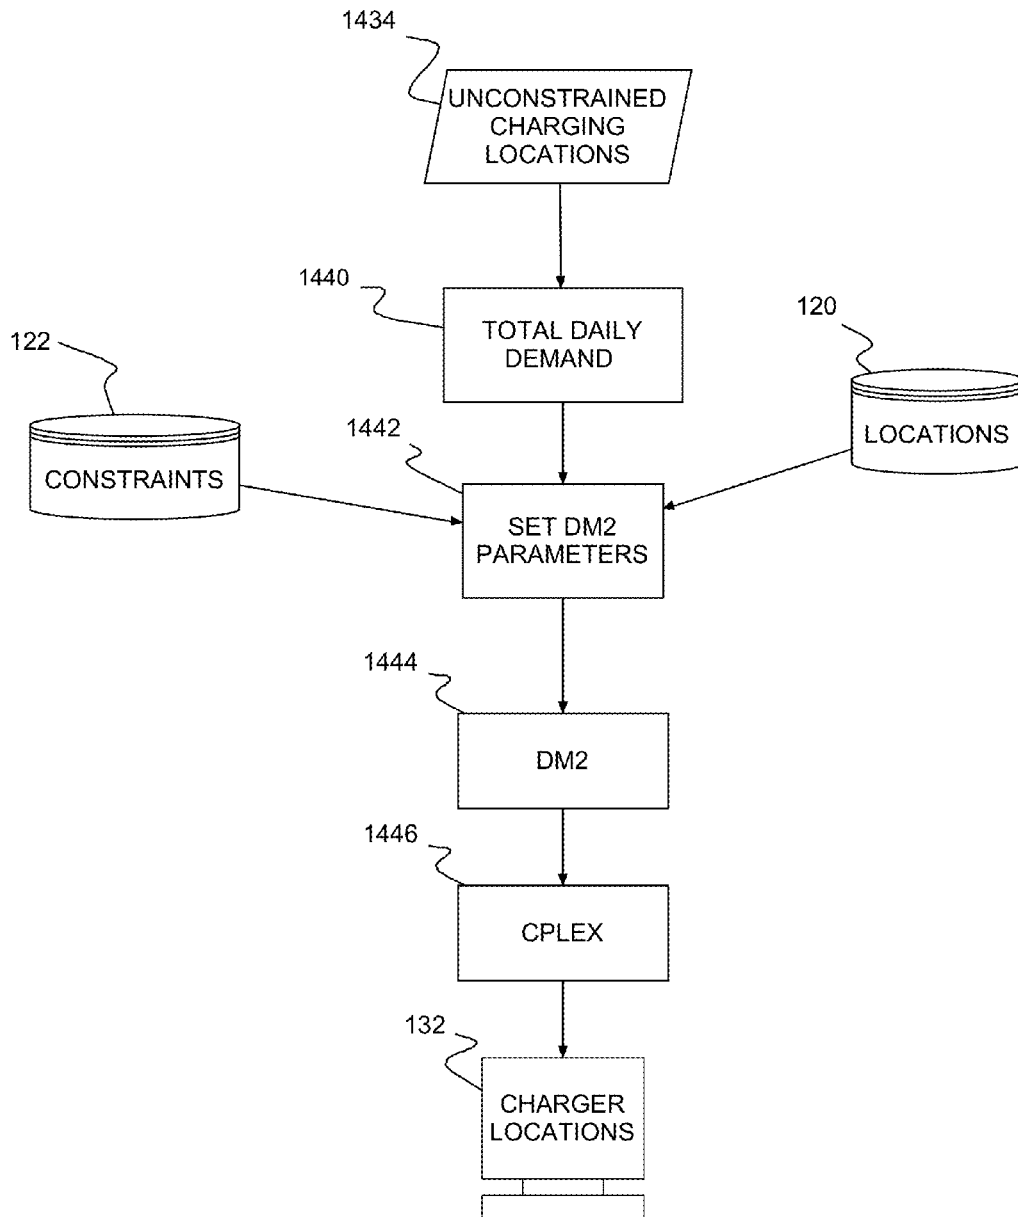 1434
UNCONSTRAINED
CHARGING
LOCATIONS
1440
TOTAL DAILY
DEMAND
120
LOCATIONS
122
CONSTRAINTS
1442
SET DM2
PARAMETERS
1444
DM2
1446
CPLEX
132
CHARGER
LOCATIONS